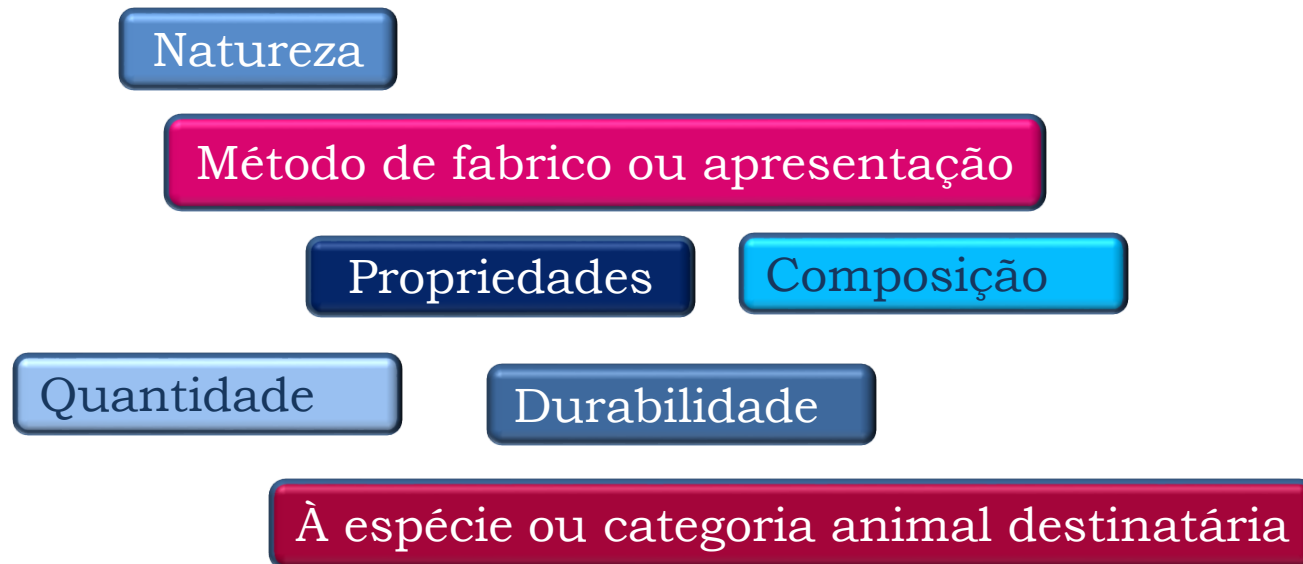 Natureza
Método de fabrico ou apresentação
Propriedades
Composição
Quantidade
Durabilidade
À espécie ou categoria animal destinatária